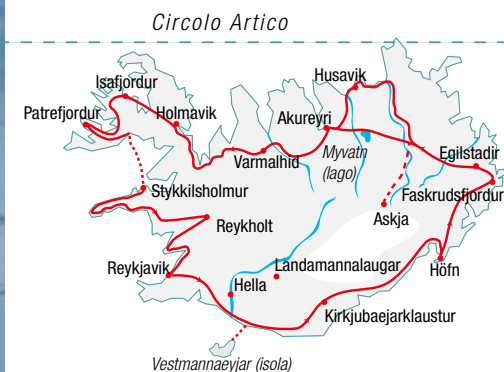 Circolo Artico
Isafjordur
Husavik
Patrefjordur
Holmavik
Akureyri
Varmalhid
Myvatn
(lago)
Egilstadir
Stykkilsholmur
Faskrudsfjordur
Reykholt
Askja
Reykjavik
Landamannalaugar
Höfn
Hella
Kirkjubaejarklaustur
Vestmannaeyjar (isola)